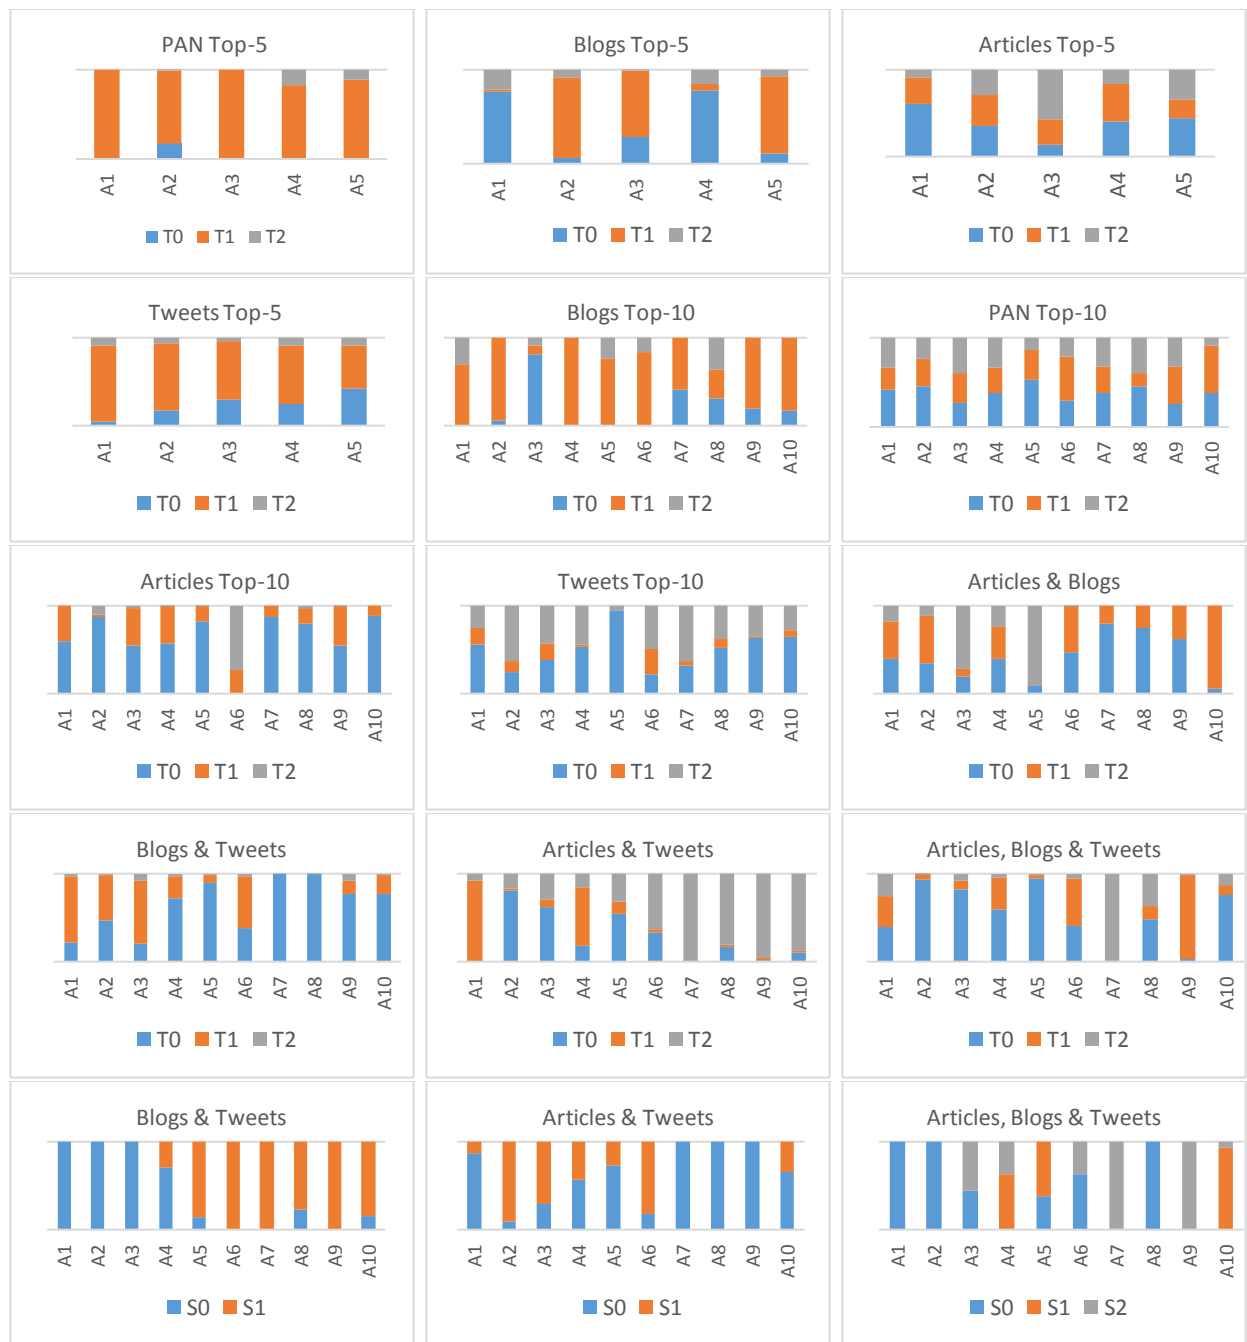 PAN Top-5
A1 A2 A3 A4 A5
T0 T1 T2
Blogs Top-5
A1 A2 A3 A4 A5
T0 T1 T2
Articles Top-5
A1 A2 A3 A4 A5
T0 T1 T2
Tweets Top-5
A1 A2 A3 A4 A5
T0 T1 T2
Blogs Top-10
A1 A2 A3 A4 A5 A6 A7 A8 A9 A10
T0 T1 T2
PAN Top-10
A1 A2 A3 A4 A5 A6 A7 A8 A9 A10
T0 T1 T2
Articles Top-10
A1 A2 A3 A4 A5 A6 A7 A8 A9 A10
T0 T1 T2
Tweets Top-10
A1 A2 A3 A4 A5 A6 A7 A8 A9 A10
T0 T1 T2
Articles & Blogs
A1 A2 A3 A4 A5 A6 A7 A8 A9 A10
T0 T1 T2
Blogs & Tweets
A1 A2 A3 A4 A5 A6 A7 A8 A9 A10
T0 T1 T2
Articles & Tweets
A1 A2 A3 A4 A5 A6 A7 A8 A9 A10
T0 T1 T2
Articles, Blogs & Tweets
A1 A2 A3 A4 A5 A6 A7 A8 A9 A10
T0 T1 T2
Blogs & Tweets
A1 A2 A3 A4 A5 A6 A7 A8 A9 A10
S0 S1
Articles & Tweets
A1 A2 A3 A4 A5 A6 A7 A8 A9 A10
S0 S1
Articles, Blogs & Tweets
A1 A2 A3 A4 A5 A6 A7 A8 A9 A10
S0 S1 S2